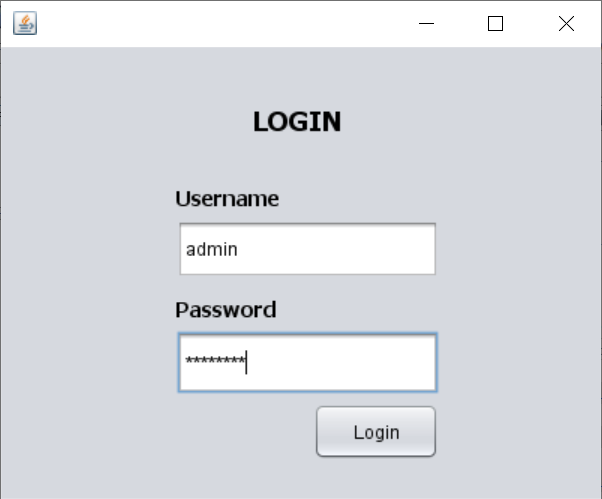 LOGIN
Username
admin
Password
********
Login